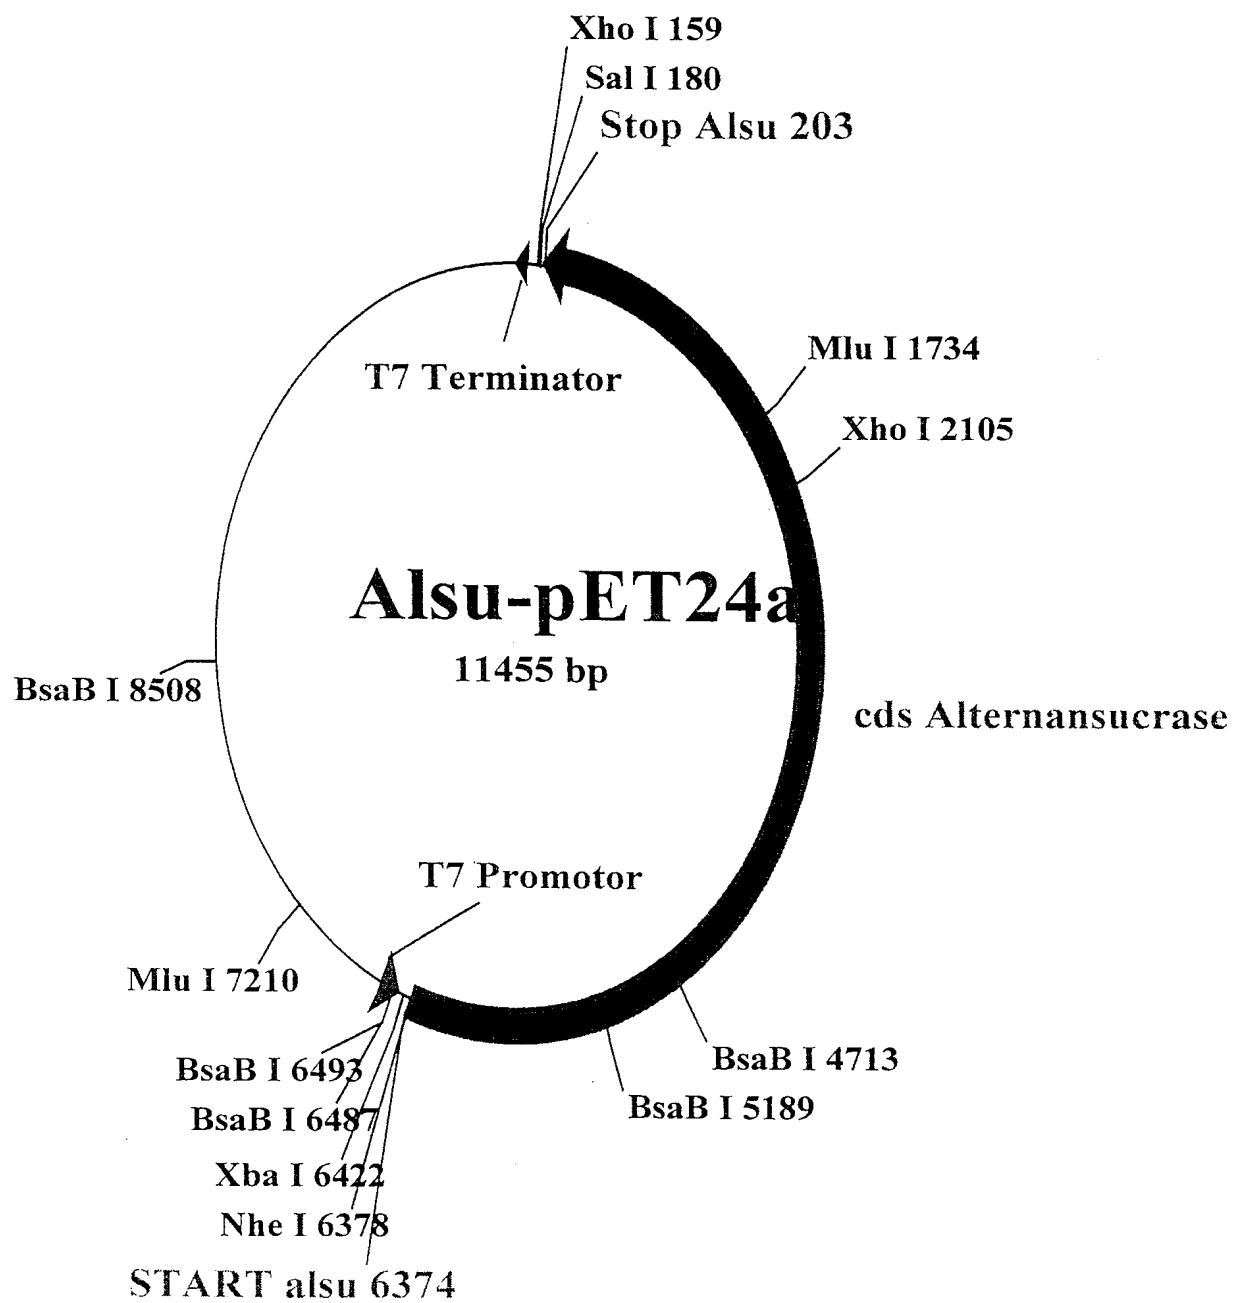 Xho I 159
Sal I 180
Stop Alsu 203
T7 Terminator
Mlu I 1734
Xho I 2105
Alsu-pET24a
11455 bp
BsaB I 8508
cds Alternansucrase
T7 Promotor
Mlu I 7210
BsaB I 6493
BsaB I 4713
BsaB I 6487
BsaB I 5189
Xba I 6422
Nhe I 6378
START alsu 6374